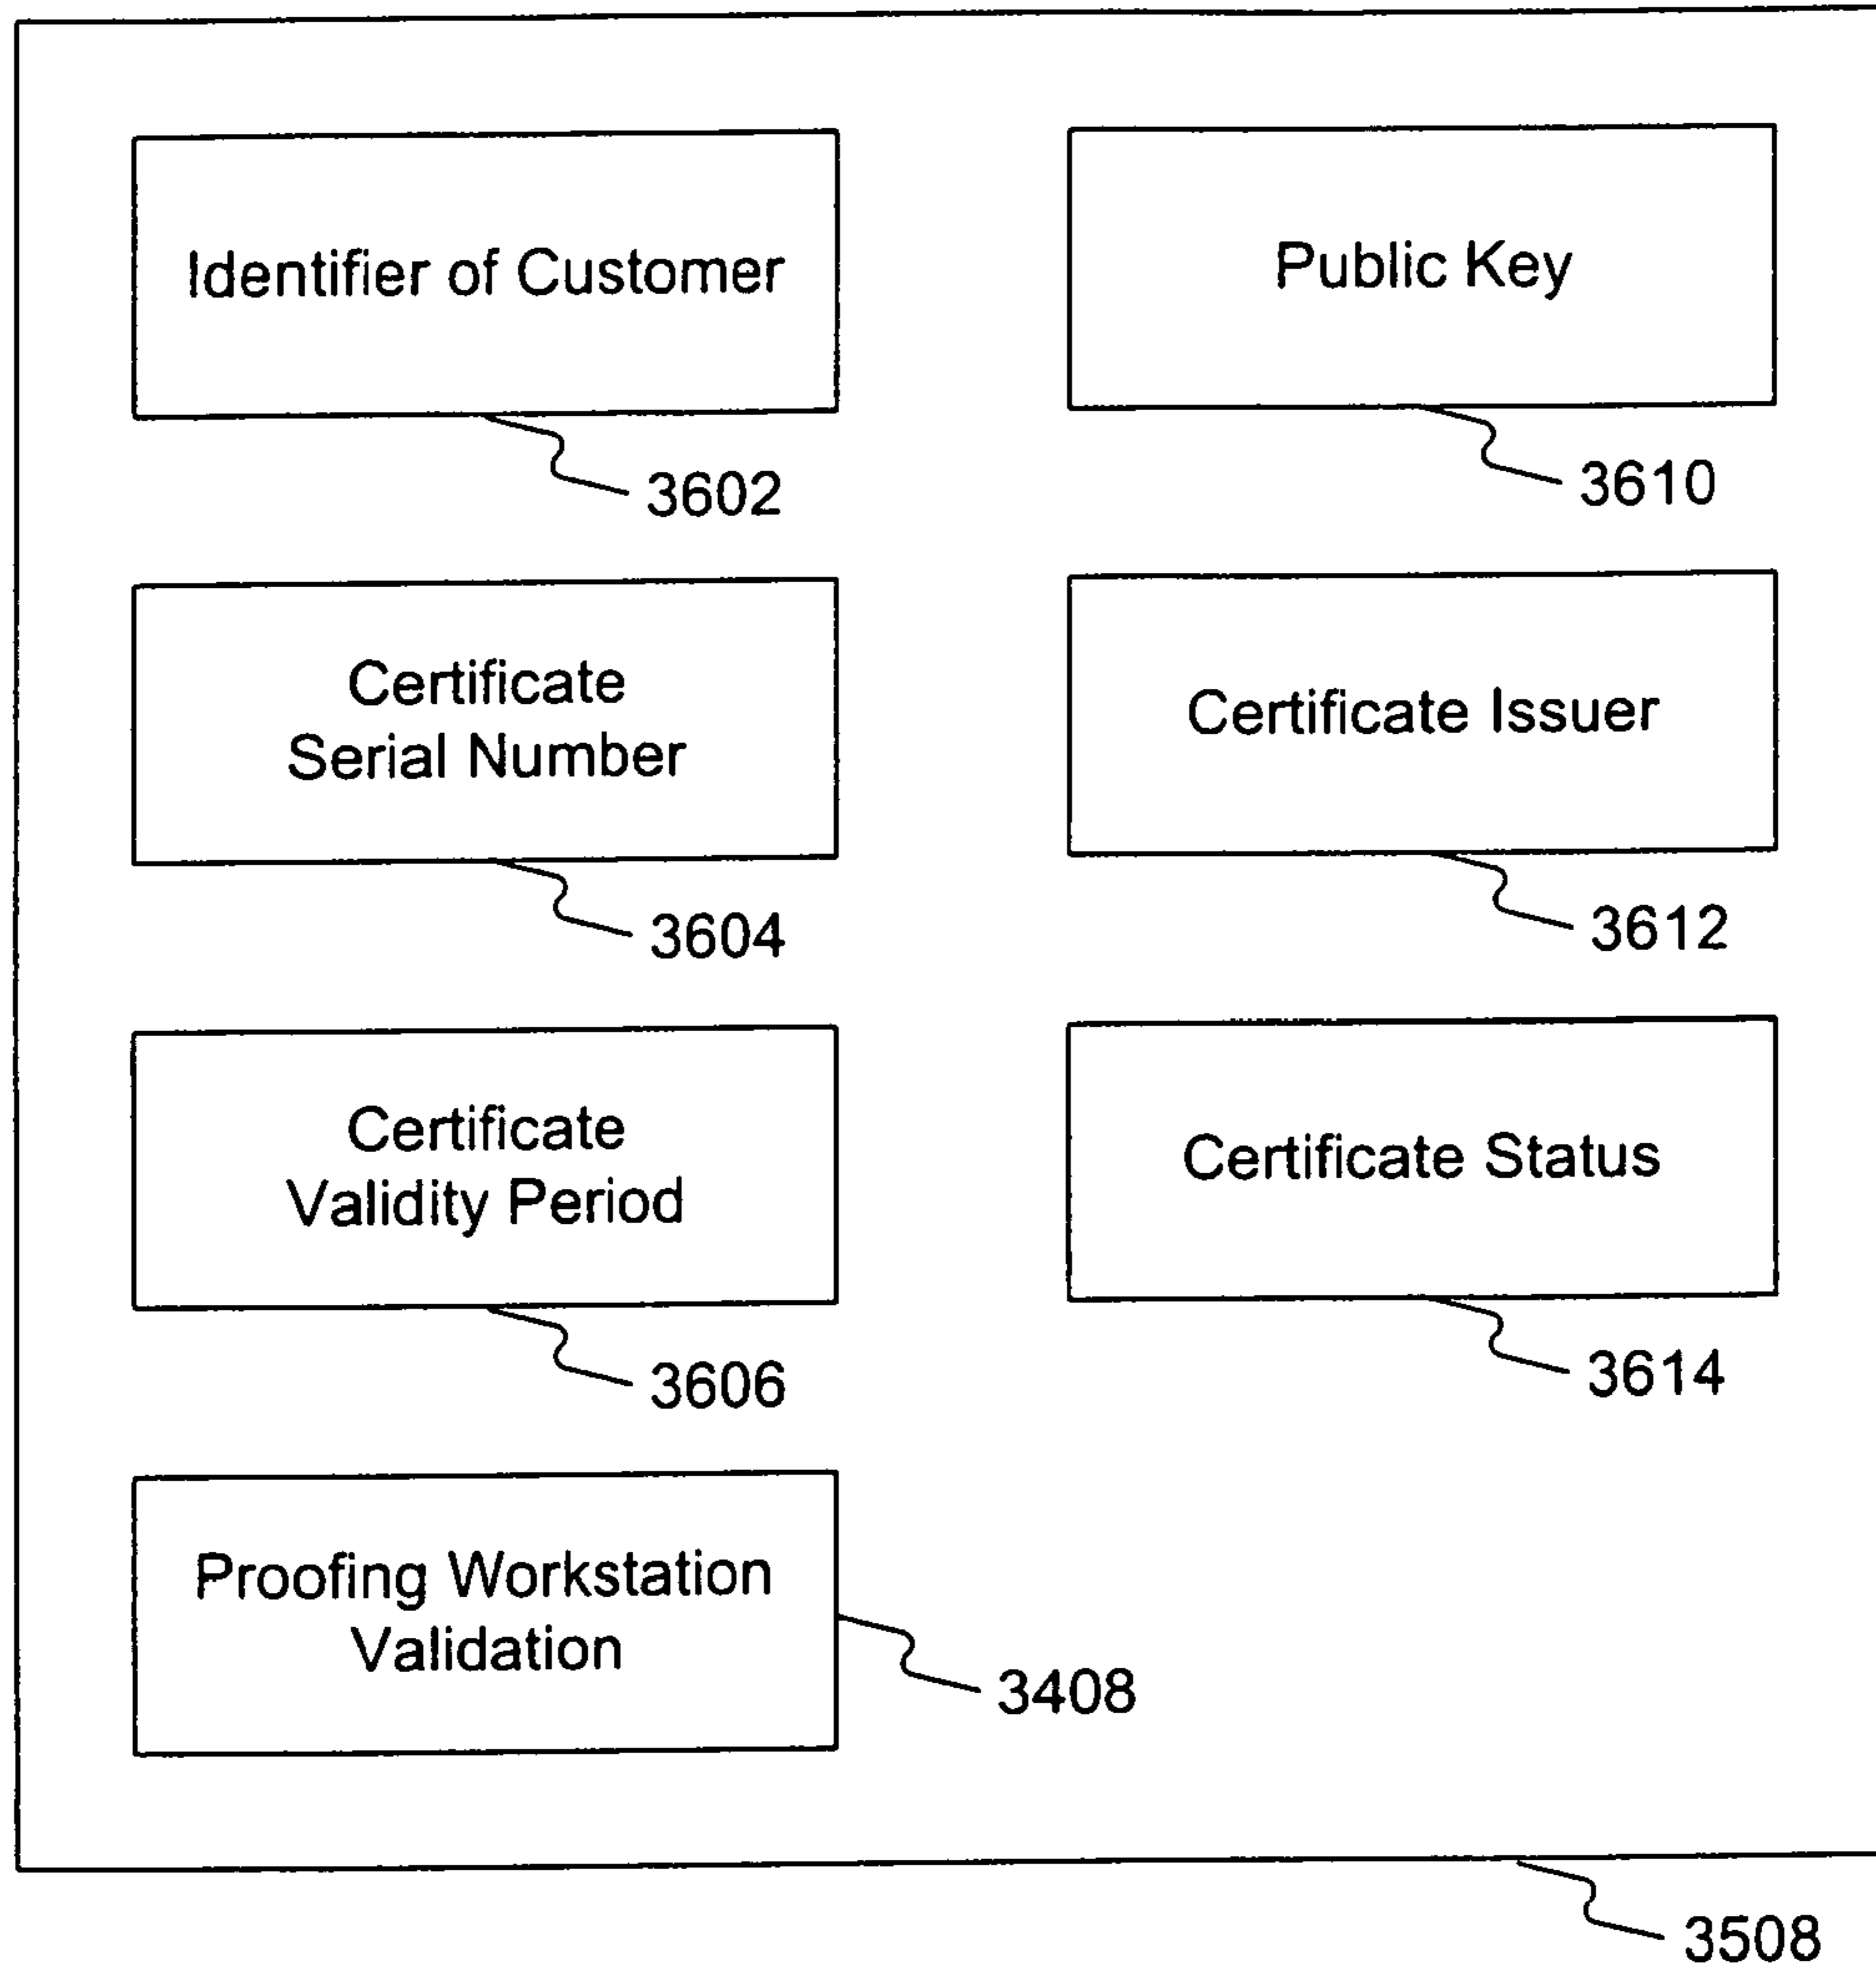 Identifier of Customer
3602
Public Key
3610
Certificate
Serial Number
3604
Certificate Issuer
3612
Certificate
Validity Period
3606
Certificate Status
3614
Proofing Workstation
Validation
3408
3508